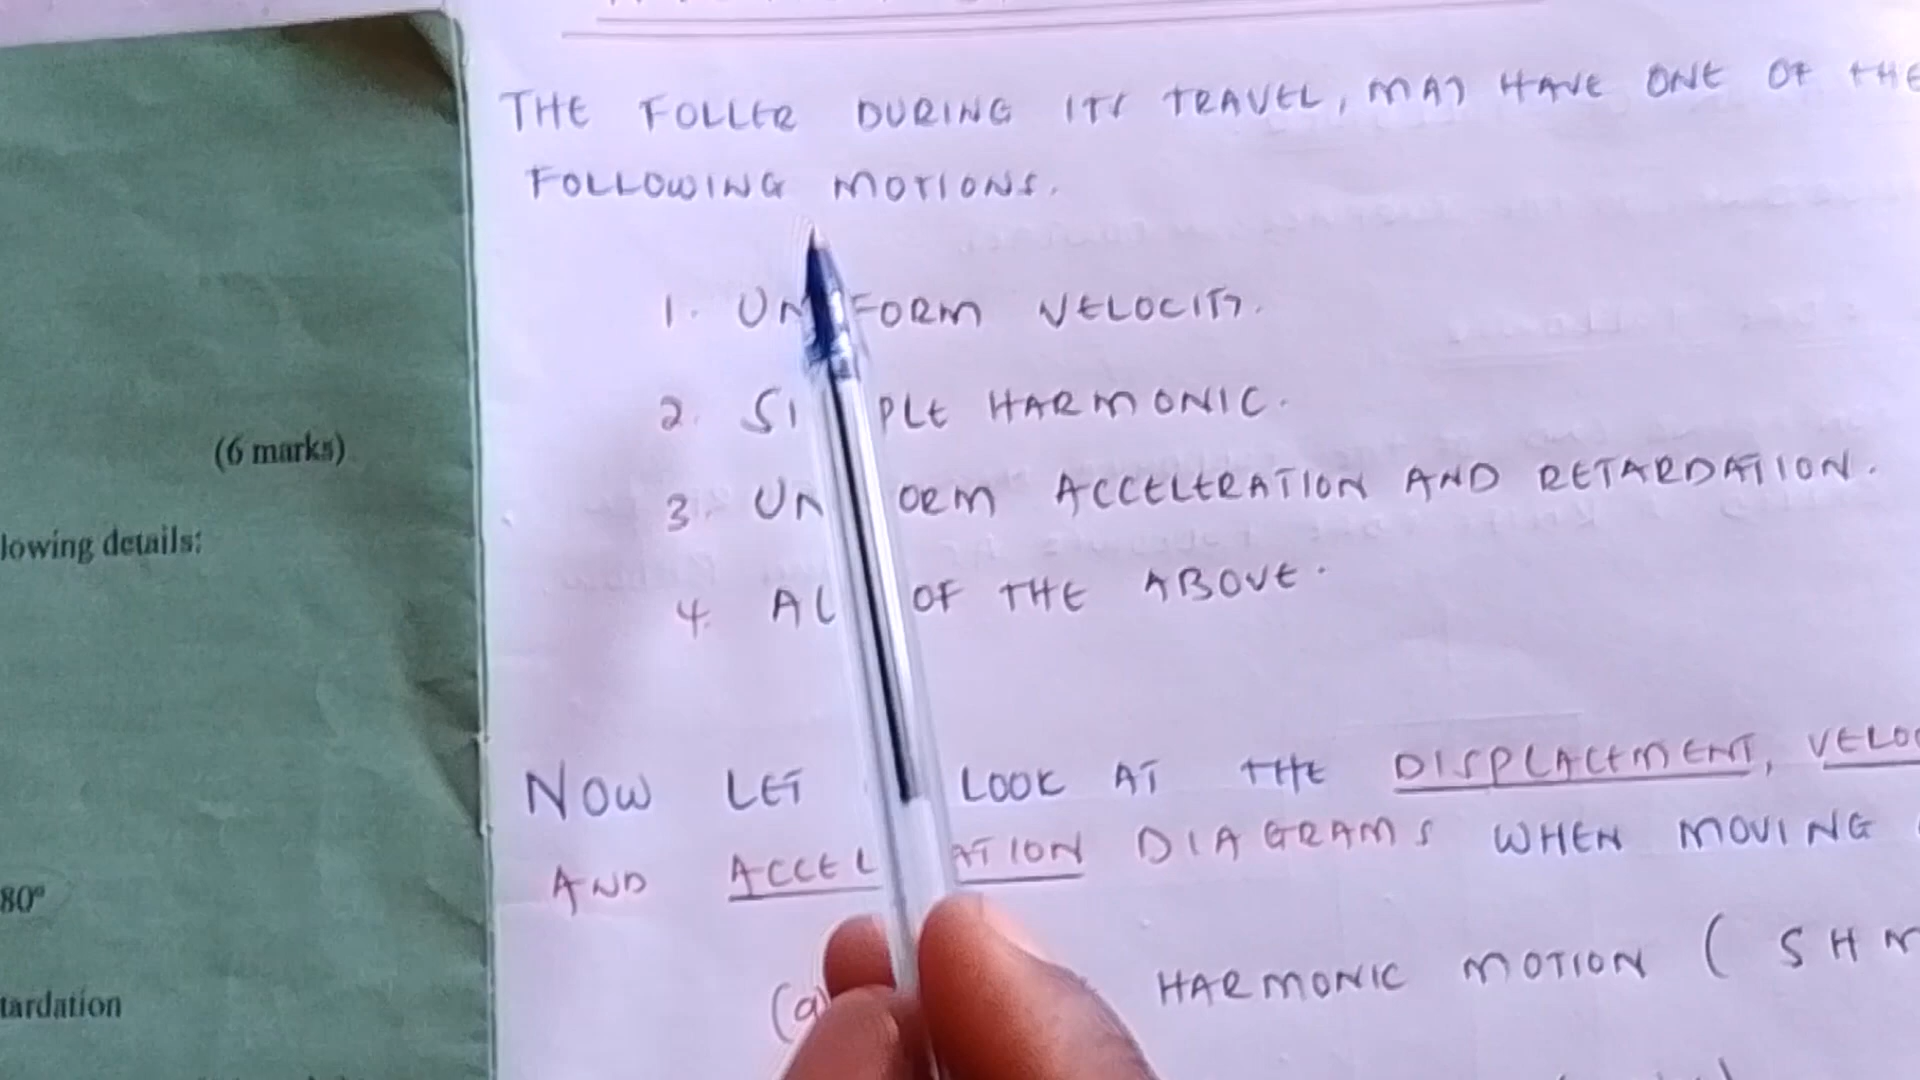 (6 marks)
lowing details:
80°
tardation
THE FOLLER DURING ITS TRAVEL, MAY HAVE ONE OF THE
FOLLOWING MOTIONS.
1. UN FORM VELOCITY.
2. SI PLE HARMONIC.
3. UN ORM ACCELERATION AND RETARDATION.
4. AL OF THE ABOVE.
NOW LET LOOK AT THE DISPLACEMENT, VELOC
AND ACCEL ATION DIAGRAMS WHEN MOVING
(a) HARMONIC MOTION (SHM